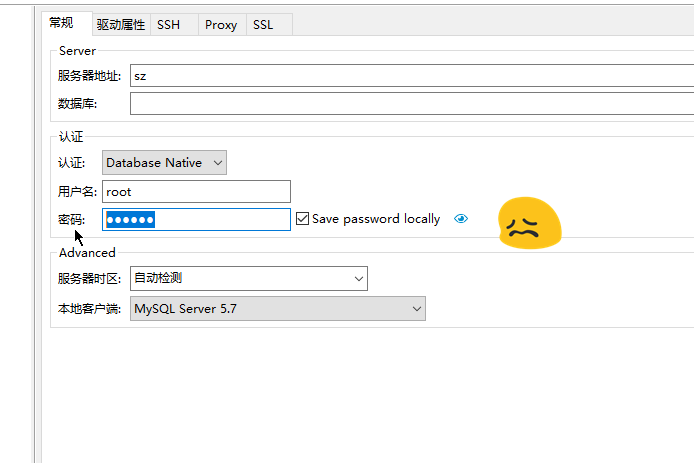 常规 驱动属性 SSH Proxy SSL
Server
服务器地址: sz
数据库:
认证
认证: Database Native
用户名: root
密码: ●●●●●● Save password locally
Advanced
服务器时区: 自动检测
本地客户端: MySQL Server 5.7